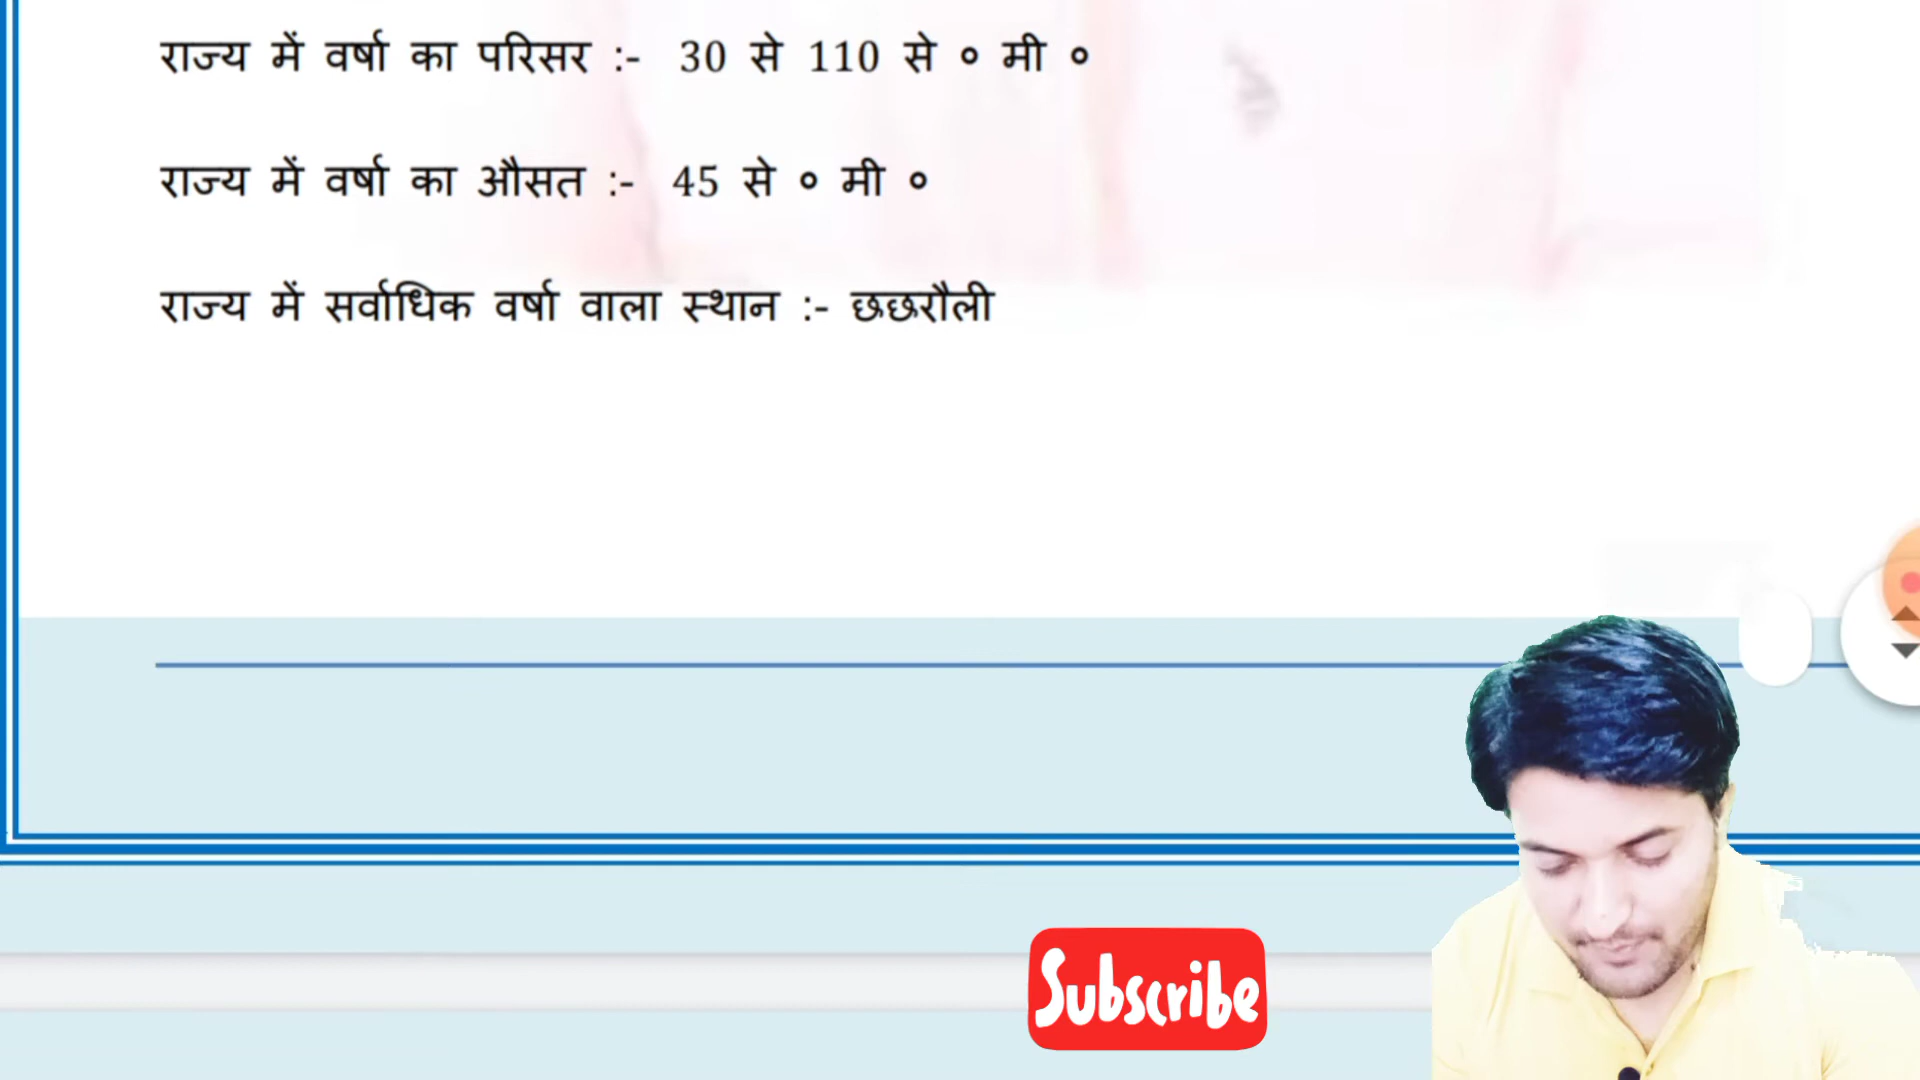 राज्य में वर्षा का परिसर :- 30 से 110 से ० मी ०
राज्य में वर्षा का औसत :- 45 से ० मी ०
राज्य में सर्वाधिक वर्षा वाला स्थान :- छछरौली
Subscribe